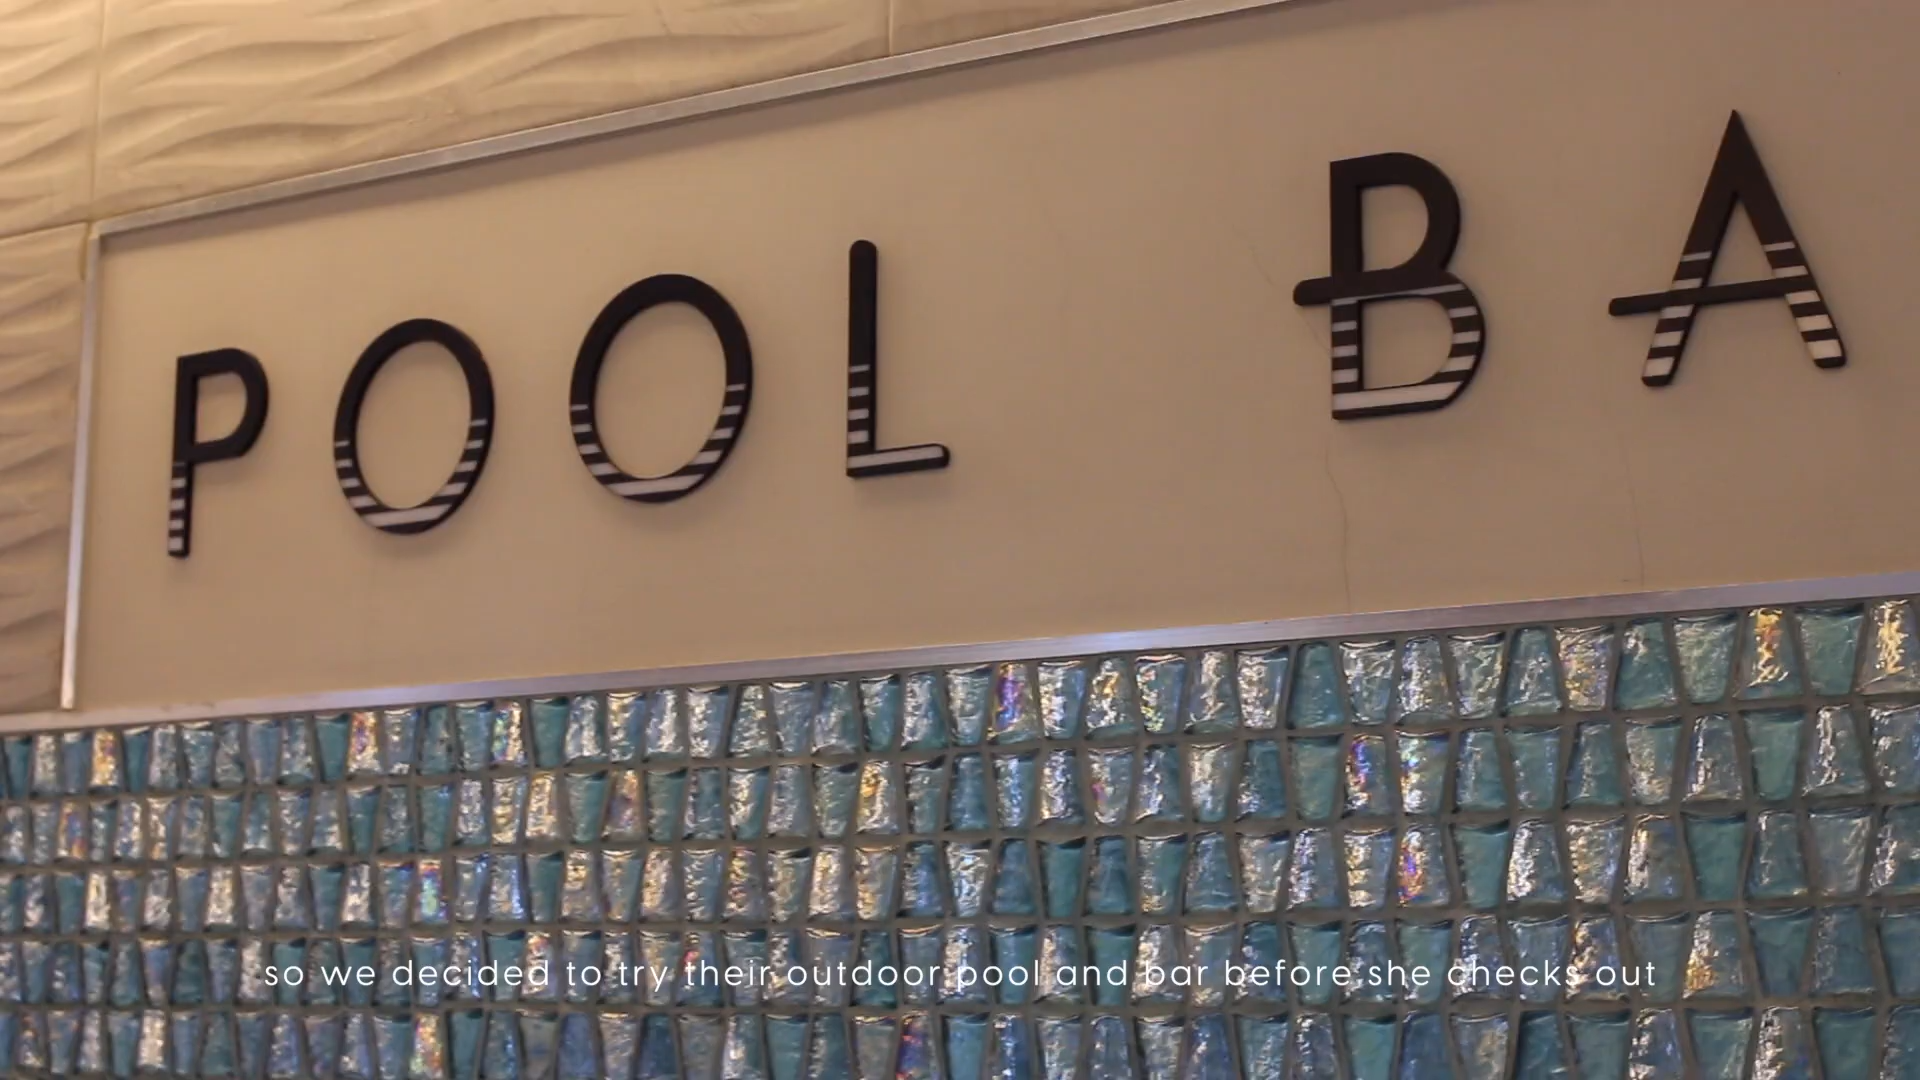 POOL BA
so we decided to try their outdoor pool and bar before she checks out